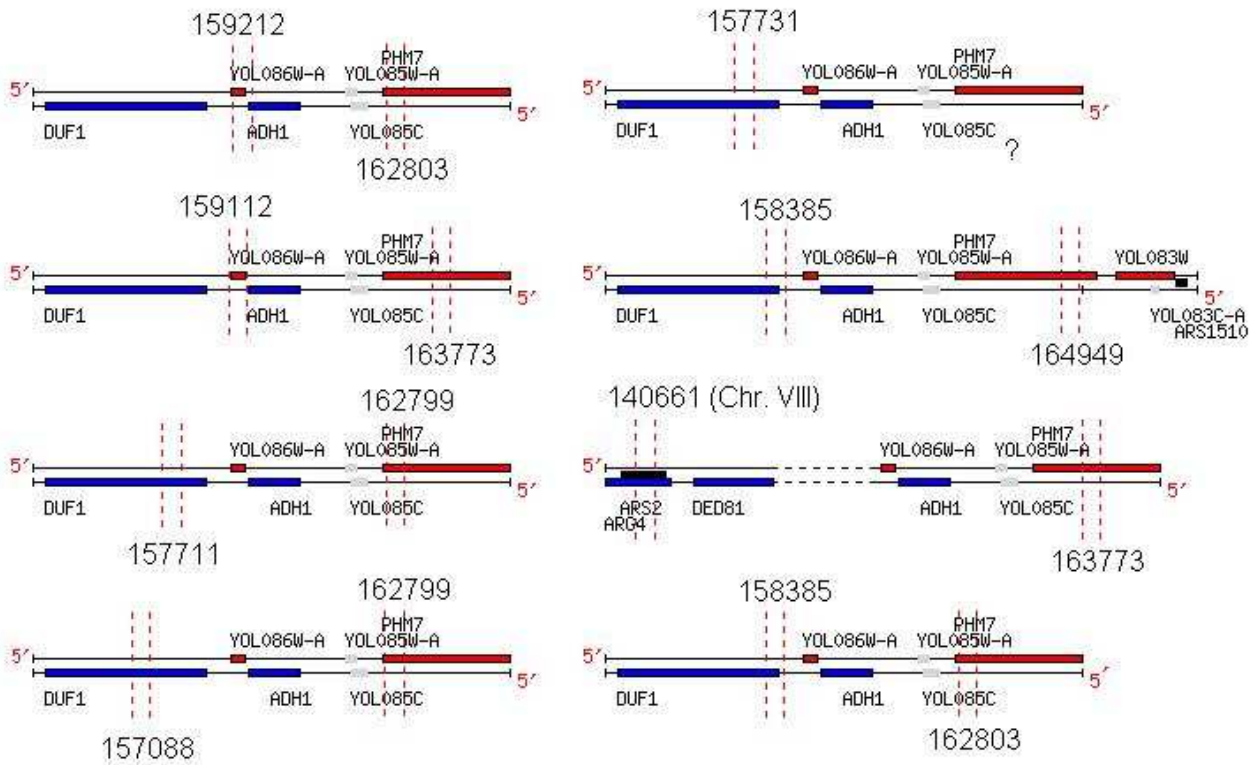 159212
PHM7
YOL086W-A YOL085W-A
5′
5′
DUF1 ADH1 YOL085C
162803
157731
PHM7
YOL086W-A YOL085W-A
5′
5′
DUF1 ADH1 YOL085C
?
159112
PHM7
YOL086W-A YOL085W-A
5′
5′
DUF1 ADH1 YOL085C
163773
158385
PHM7
YOL086W-A YOL085W-A YOL083W
5′
5′
DUF1 ADH1 YOL085C YOL083C-A
ARS1510
164949
162799
PHM7
YOL086W-A YOL085W-A
5′
5′
DUF1 ADH1 YOL085C
157711
140661 (Chr. VIII)
PHM7
YOL086W-A YOL085W-A
5′
5′
ARS2 DED81 ADH1 YOL085C
ARG4
163773
162799
PHM7
YOL086W-A YOL085W-A
5′
5′
DUF1 ADH1 YOL085C
157088
158385
PHM7
YOL086W-A YOL085W-A
5′
5′
DUF1 ADH1 YOL085C
162803